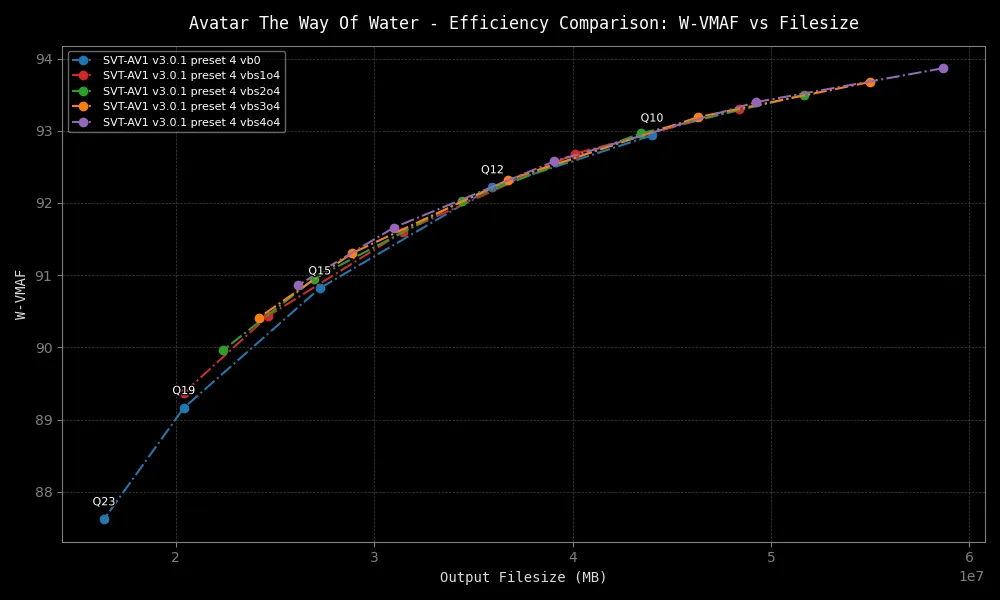 Avatar The Way Of Water - Efficiency Comparison: W-VMAF vs Filesize
SVT-AV1 v3.0.1 preset 4 vb0
SVT-AV1 v3.0.1 preset 4 vbs1o4
SVT-AV1 v3.0.1 preset 4 vbs2o4
SVT-AV1 v3.0.1 preset 4 vbs3o4
SVT-AV1 v3.0.1 preset 4 vbs4o4
94
93
92
91
90
89
88
W-VMAF
Q10
Q12
Q15
Q19
Q23
2 3 4 5 6
1e7
Output Filesize (MB)